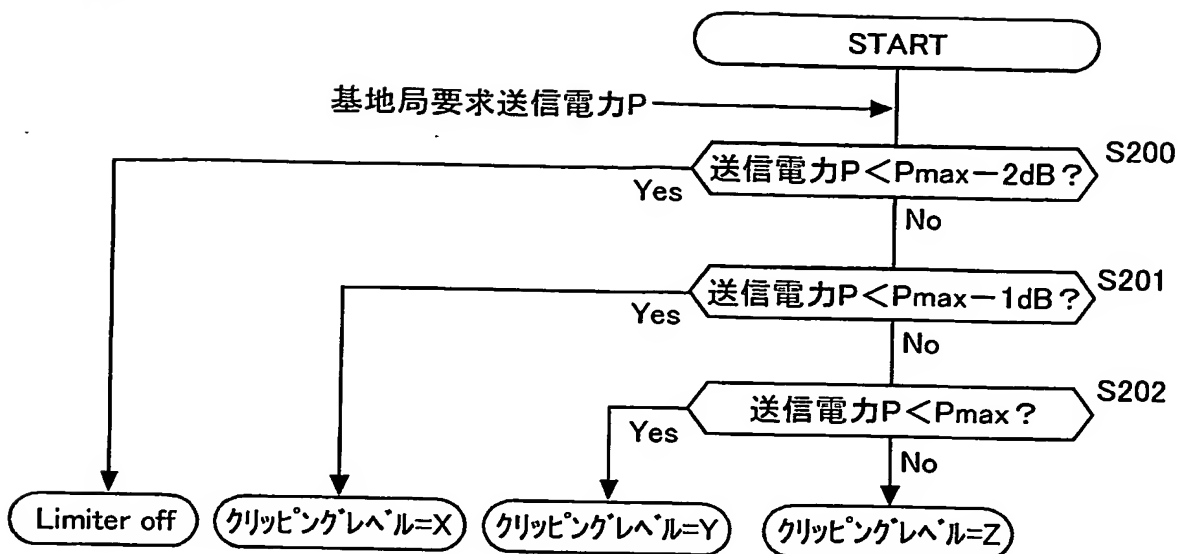 START
基地局要求送信電力P
送信電力P＜Pmax－2dB？
S200
Yes
No
送信電力P＜Pmax－1dB？
S201
Yes
No
送信電力P＜Pmax？
S202
Yes
No
Limiter off
ｸﾘｯﾋﾟﾝｸﾞﾚﾍﾞﾙ=X
ｸﾘｯﾋﾟﾝｸﾞﾚﾍﾞﾙ=Y
ｸﾘｯﾋﾟﾝｸﾞﾚﾍﾞﾙ=Z